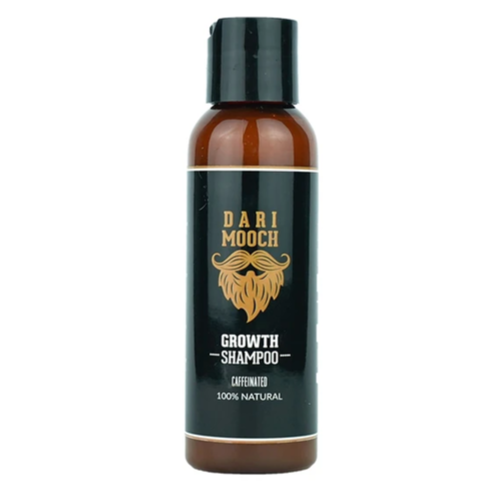 DARI
MOOCH
GROWTH
SHAMPOO
CAFFEINATED
100% NATURAL